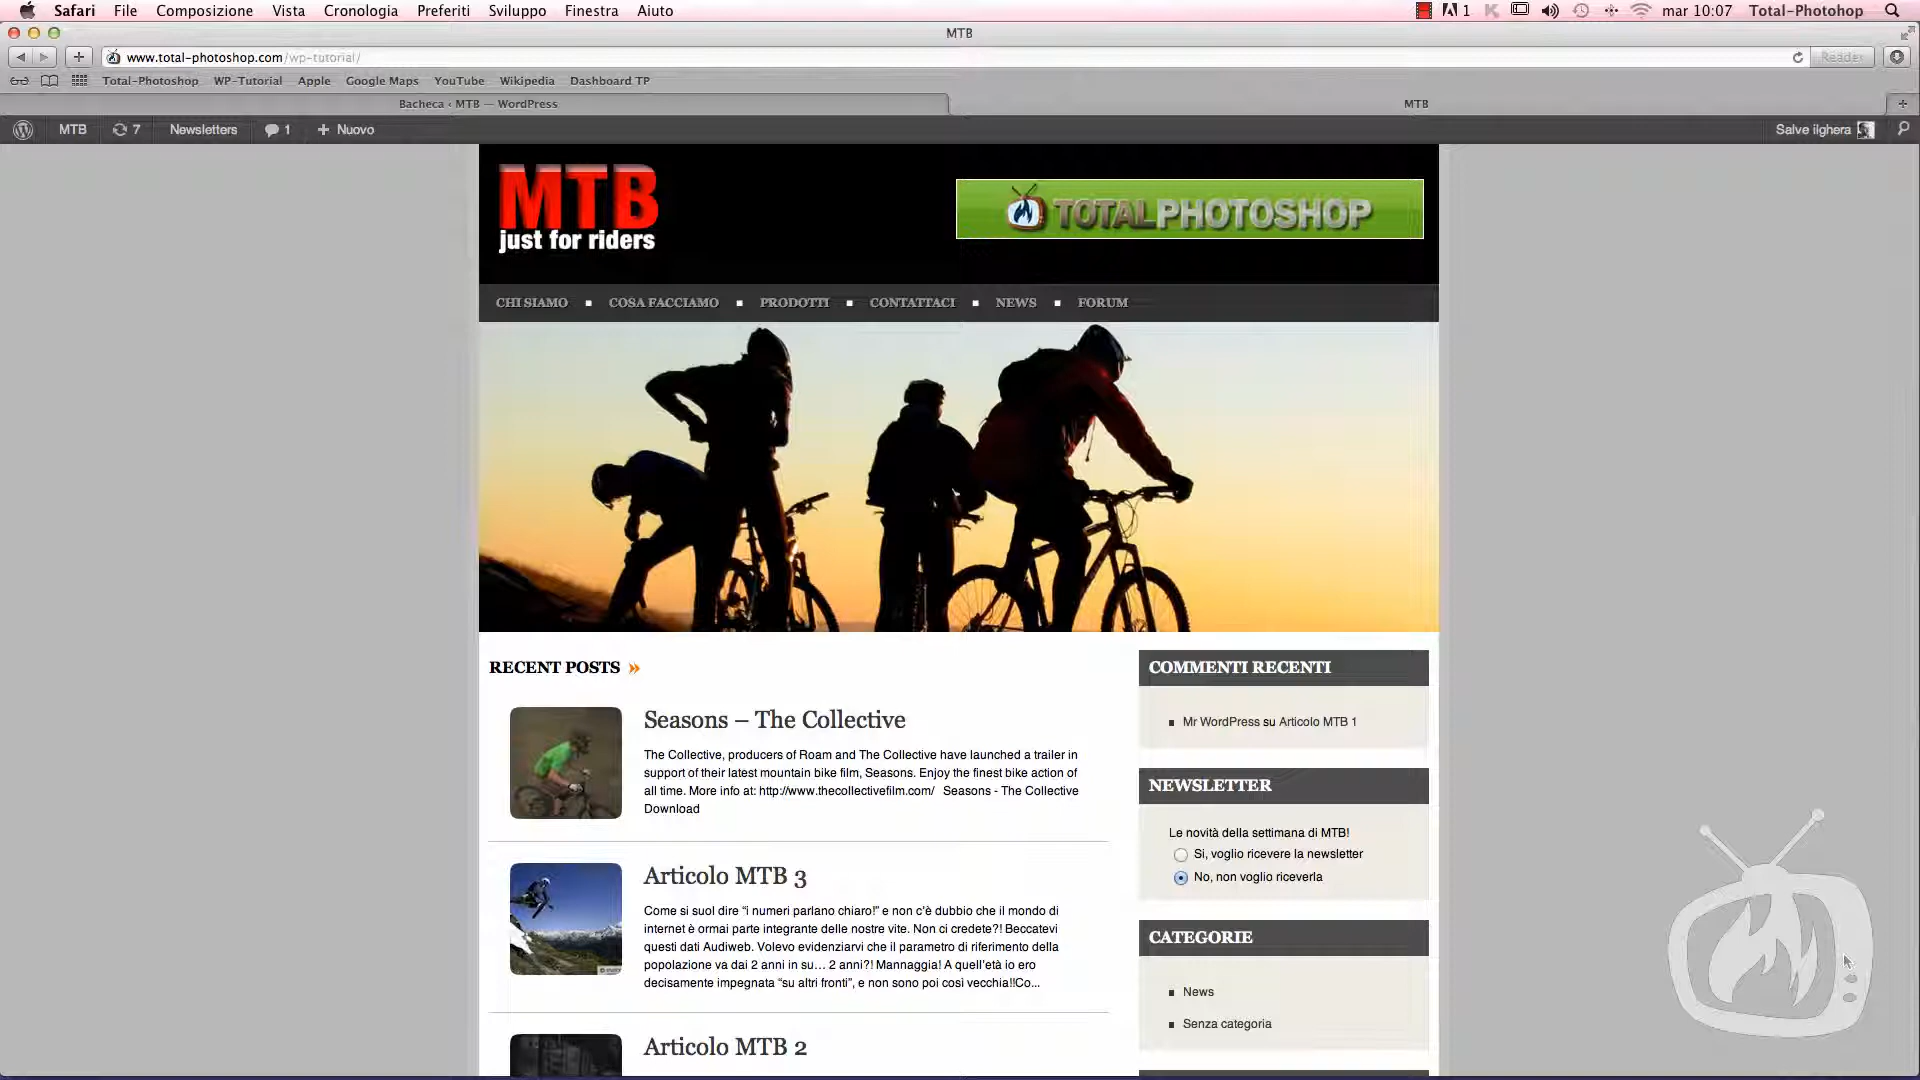 Safari File Composizione Vista Cronologia Preferiti Sviluppo Finestra Aiuto 1 mar 10:07 Total-Photohop
MTB
www.total-photoshop.com/wp-tutorial/ Reader
Total-Photoshop WP-Tutorial Apple Google Maps YouTube Wikipedia Dashboard TP
Bacheca ‹ MTB — WordPress MTB
MTB 7 Newsletters 1 + Nuovo Salve ilghera
MTB
just for riders
TOTALPHOTOSHOP
CHI SIAMO COSA FACCIAMO PRODOTTI CONTATTACI NEWS FORUM
RECENT POSTS »
Seasons – The Collective
The Collective, producers of Roam and The Collective have launched a trailer in
support of their latest mountain bike film, Seasons. Enjoy the finest bike action of
all time. More info at: http://www.thecollectivefilm.com/ Seasons - The Collective
Download
Articolo MTB 3
Come si suol dire “i numeri parlano chiaro!” e non c'è dubbio che il mondo di
internet è ormai parte integrante delle nostre vite. Non ci credete?! Beccatevi
questi dati Audiweb. Volevo evidenziarvi che il parametro di riferimento della
popolazione va dai 2 anni in su… 2 anni?! Mannaggia! A quell'età io ero
decisamente impegnata “su altri fronti”, e non sono poi così vecchia!!Co...
Articolo MTB 2
COMMENTI RECENTI
Mr WordPress su Articolo MTB 1
NEWSLETTER
Le novità della settimana di MTB!
Si, voglio ricevere la newsletter
No, non voglio riceverla
CATEGORIE
News
Senza categoria